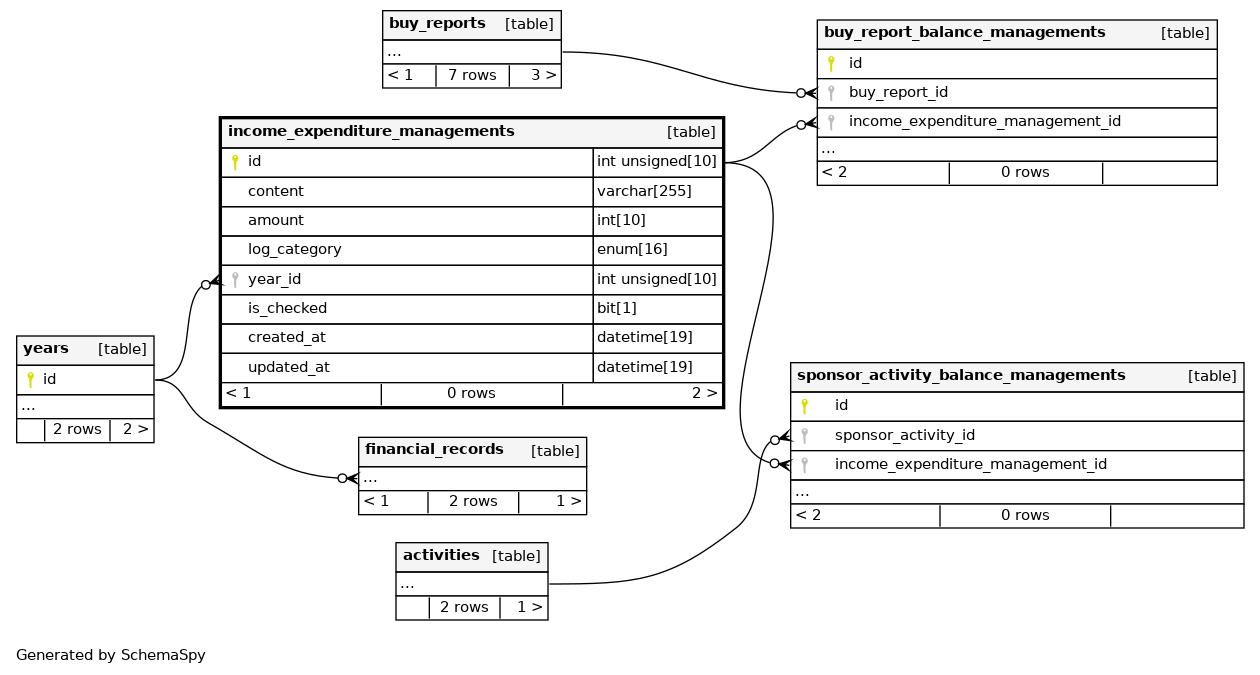 buy_reports [table]
...
< 1 7 rows 3 >
buy_report_balance_managements [table]
id
buy_report_id
income_expenditure_management_id
...
< 2 0 rows
income_expenditure_managements [table]
id int unsigned[10]
content varchar[255]
amount int[10]
log_category enum[16]
year_id int unsigned[10]
is_checked bit[1]
created_at datetime[19]
updated_at datetime[19]
< 1 0 rows 2 >
years [table]
id
...
2 rows 2 >
sponsor_activity_balance_managements [table]
id
sponsor_activity_id
income_expenditure_management_id
...
< 2 0 rows
financial_records [table]
...
< 1 2 rows 1 >
activities [table]
...
2 rows 1 >
Generated by SchemaSpy